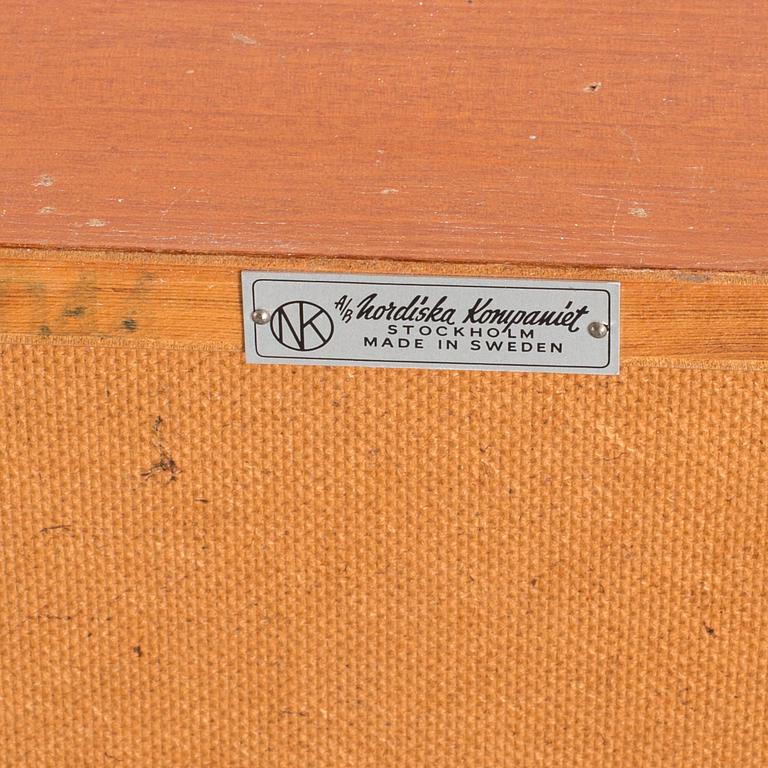 NK A/B Nordiska Kompaniet
STOCKHOLM
MADE IN SWEDEN